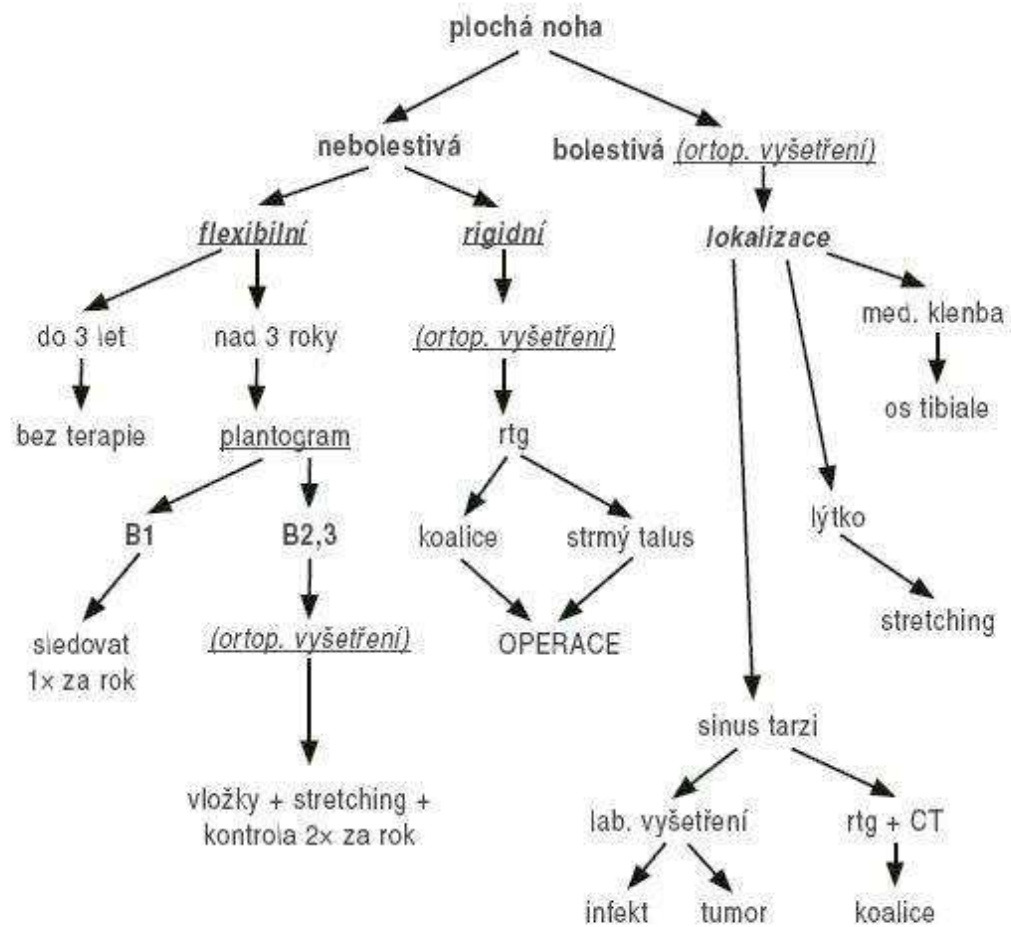 plochá noha
nebolestivá
bolestivá (ortop. vyšetření)
flexibilní
rigidní
lokalizace
do 3 let
nad 3 roky
(ortop. vyšetření)
med. klenba
bez terapie
plantogram
rtg
os tibiale
B1
B2,3
koalice
strmý talus
lýtko
sledovat
1× za rok
(ortop. vyšetření)
OPERACE
stretching
sinus tarzi
vložky + stretching +
kontrola 2× za rok
lab. vyšetření
rtg + CT
infekt
tumor
koalice